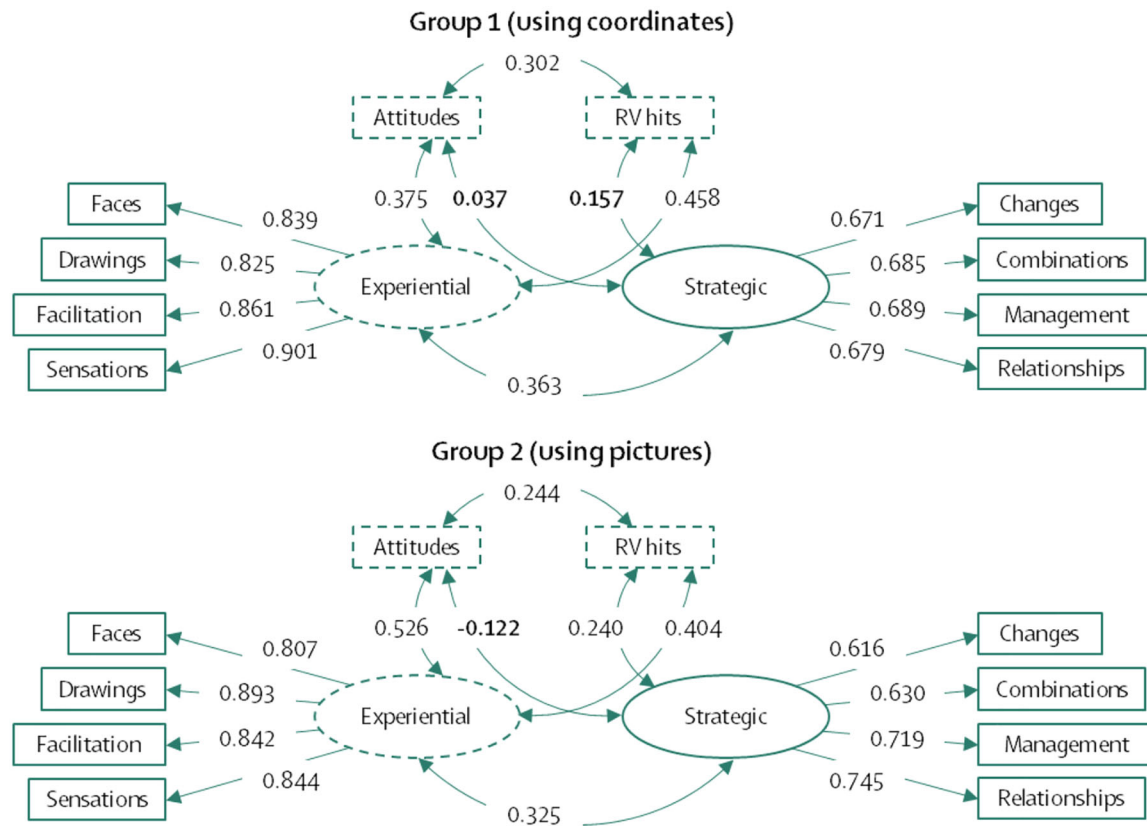 Group 1 (using coordinates)
0.302
Attitudes RV hits
Faces 0.839 0.375 0.037 0.157 0.458 0.671 Changes
Drawings 0.825 0.685 Combinations
Experiential Strategic
Facilitation 0.861 0.689 Management
Sensations 0.901 0.679 Relationships
0.363
Group 2 (using pictures)
0.244
Attitudes RV hits
Faces 0.807 0.526 -0.122 0.240 0.404 0.616 Changes
Drawings 0.893 0.630 Combinations
Experiential Strategic
Facilitation 0.842 0.719 Management
Sensations 0.844 0.745 Relationships
0.325